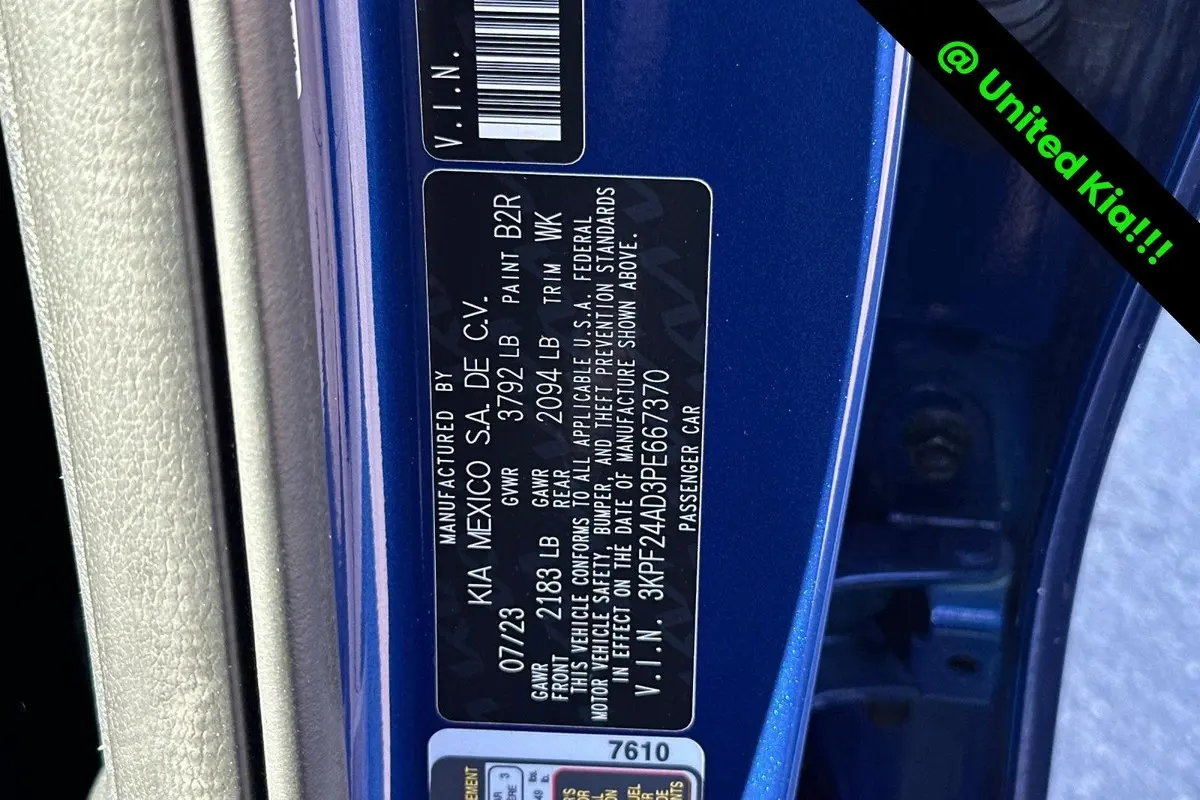 @ United Kia!!!
V.I.N.
MANUFACTURED BY
KIA MEXICO S.A. DE C.V.
07/23 GVWR 3792 LB PAINT B2R
GAWR FRONT 2183 LB GAWR REAR 2094 LB TRIM WK
THIS VEHICLE CONFORMS TO ALL APPLICABLE U.S.A. FEDERAL
MOTOR VEHICLE SAFETY, BUMPER, AND THEFT PREVENTION STANDARDS
IN EFFECT ON THE DATE OF MANUFACTURE SHOWN ABOVE.
V.I.N. 3KPF24AD3PE667370
PASSENGER CAR
7610